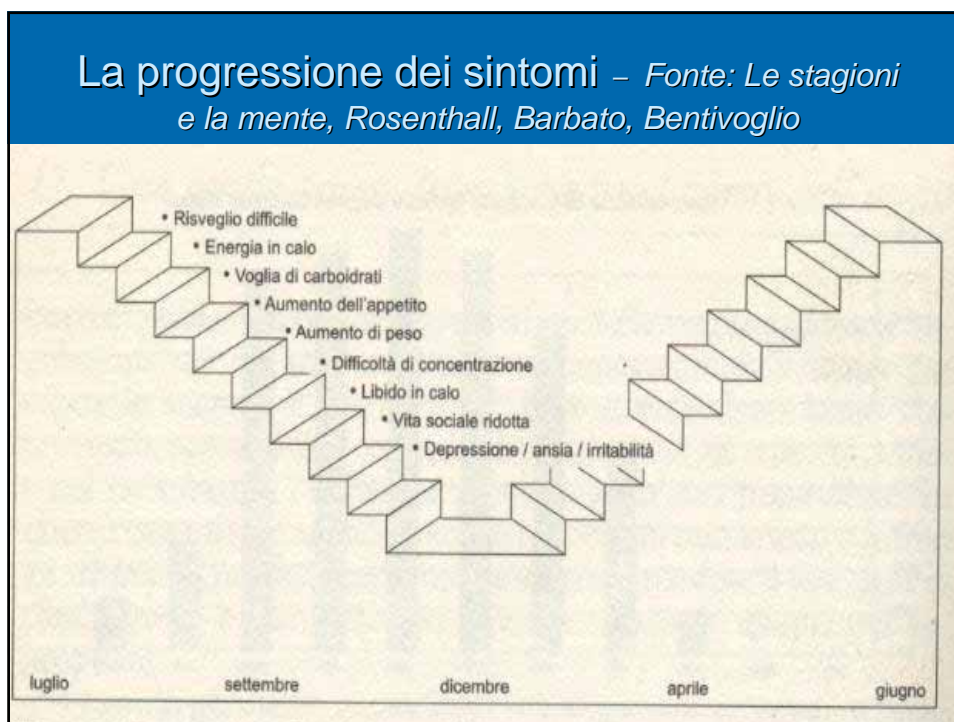 La progressione dei sintomi – Fonte: Le stagioni
e la mente, Rosenthall, Barbato, Bentivoglio
• Risveglio difficile
• Energia in calo
• Voglia di carboidrati
• Aumento dell'appetito
• Aumento di peso
• Difficoltà di concentrazione
• Libido in calo
• Vita sociale ridotta
• Depressione / ansia / irritabilità
luglio settembre dicembre aprile giugno